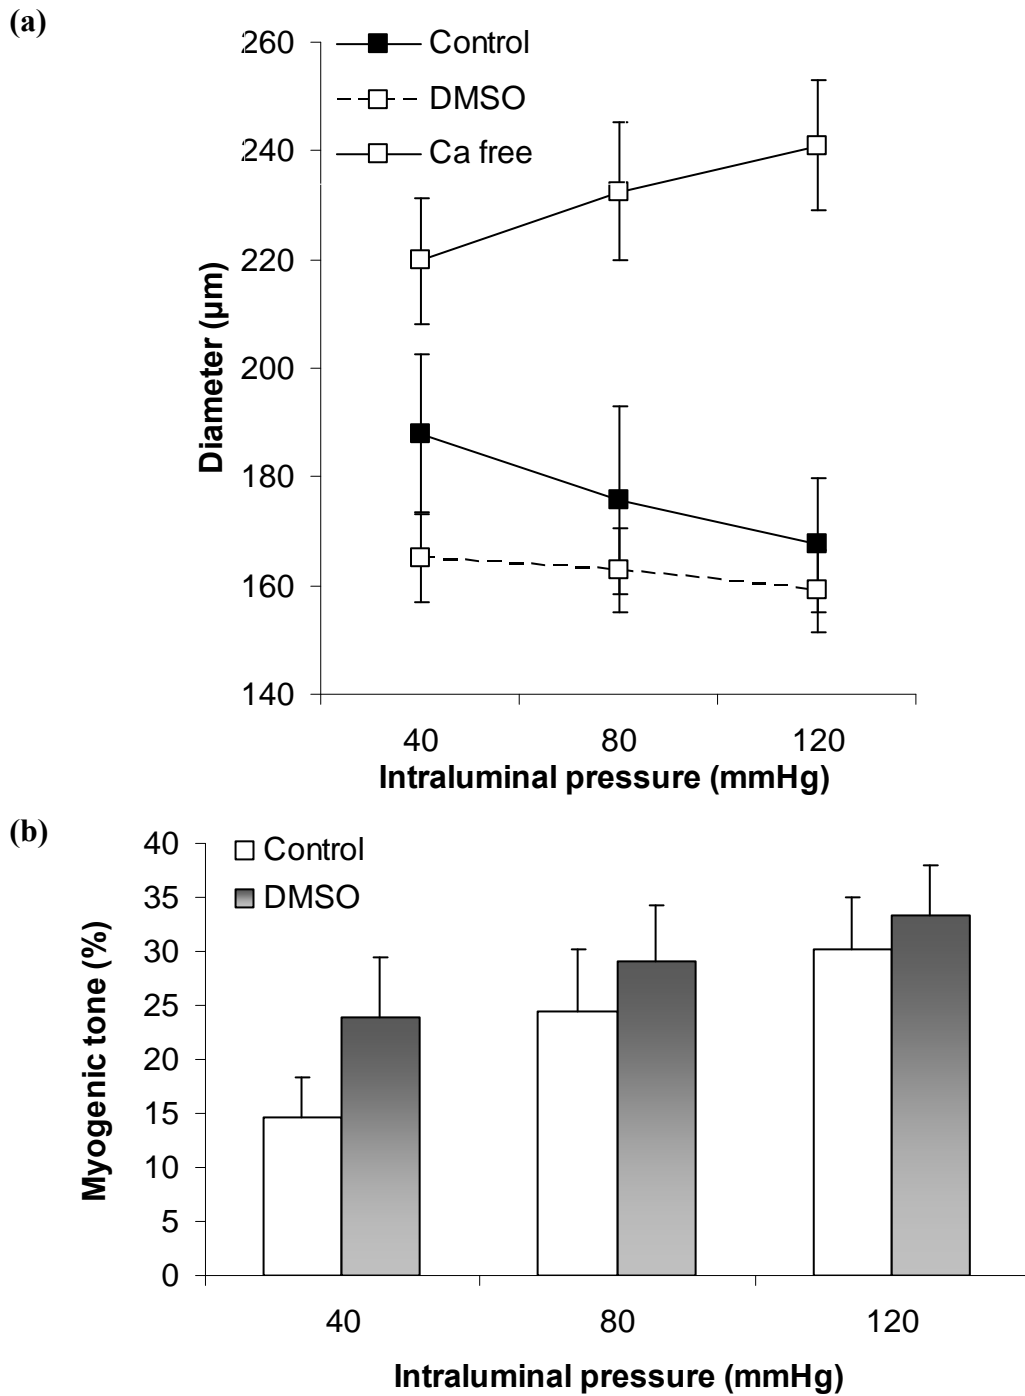 (a)
260
240
220
200
180
160
140
Control
DMSO
Ca free
Diameter (µm)
40 80 120
Intraluminal pressure (mmHg)
(b)
40
35
30
25
20
15
10
5
0
Control
DMSO
Myogenic tone (%)
40 80 120
Intraluminal pressure (mmHg)